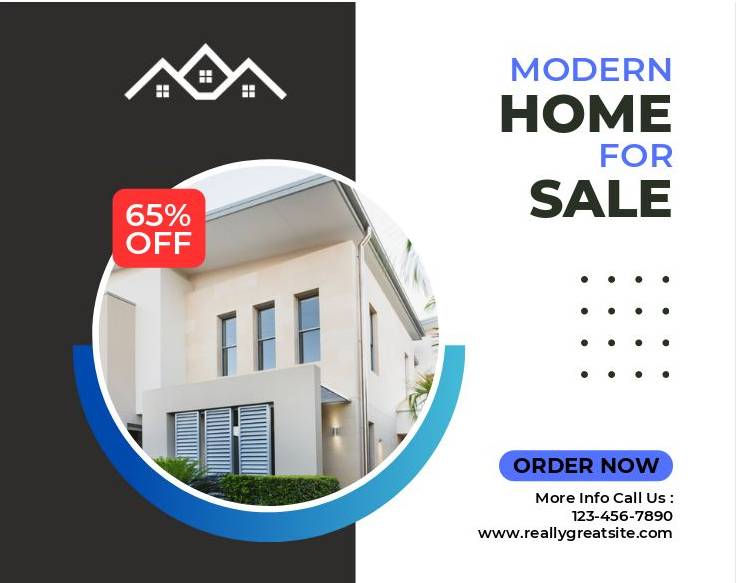 MODERN
HOME
FOR
SALE
65%
OFF
ORDER NOW
More Info Call Us :
123-456-7890
www.reallygreatsite.com